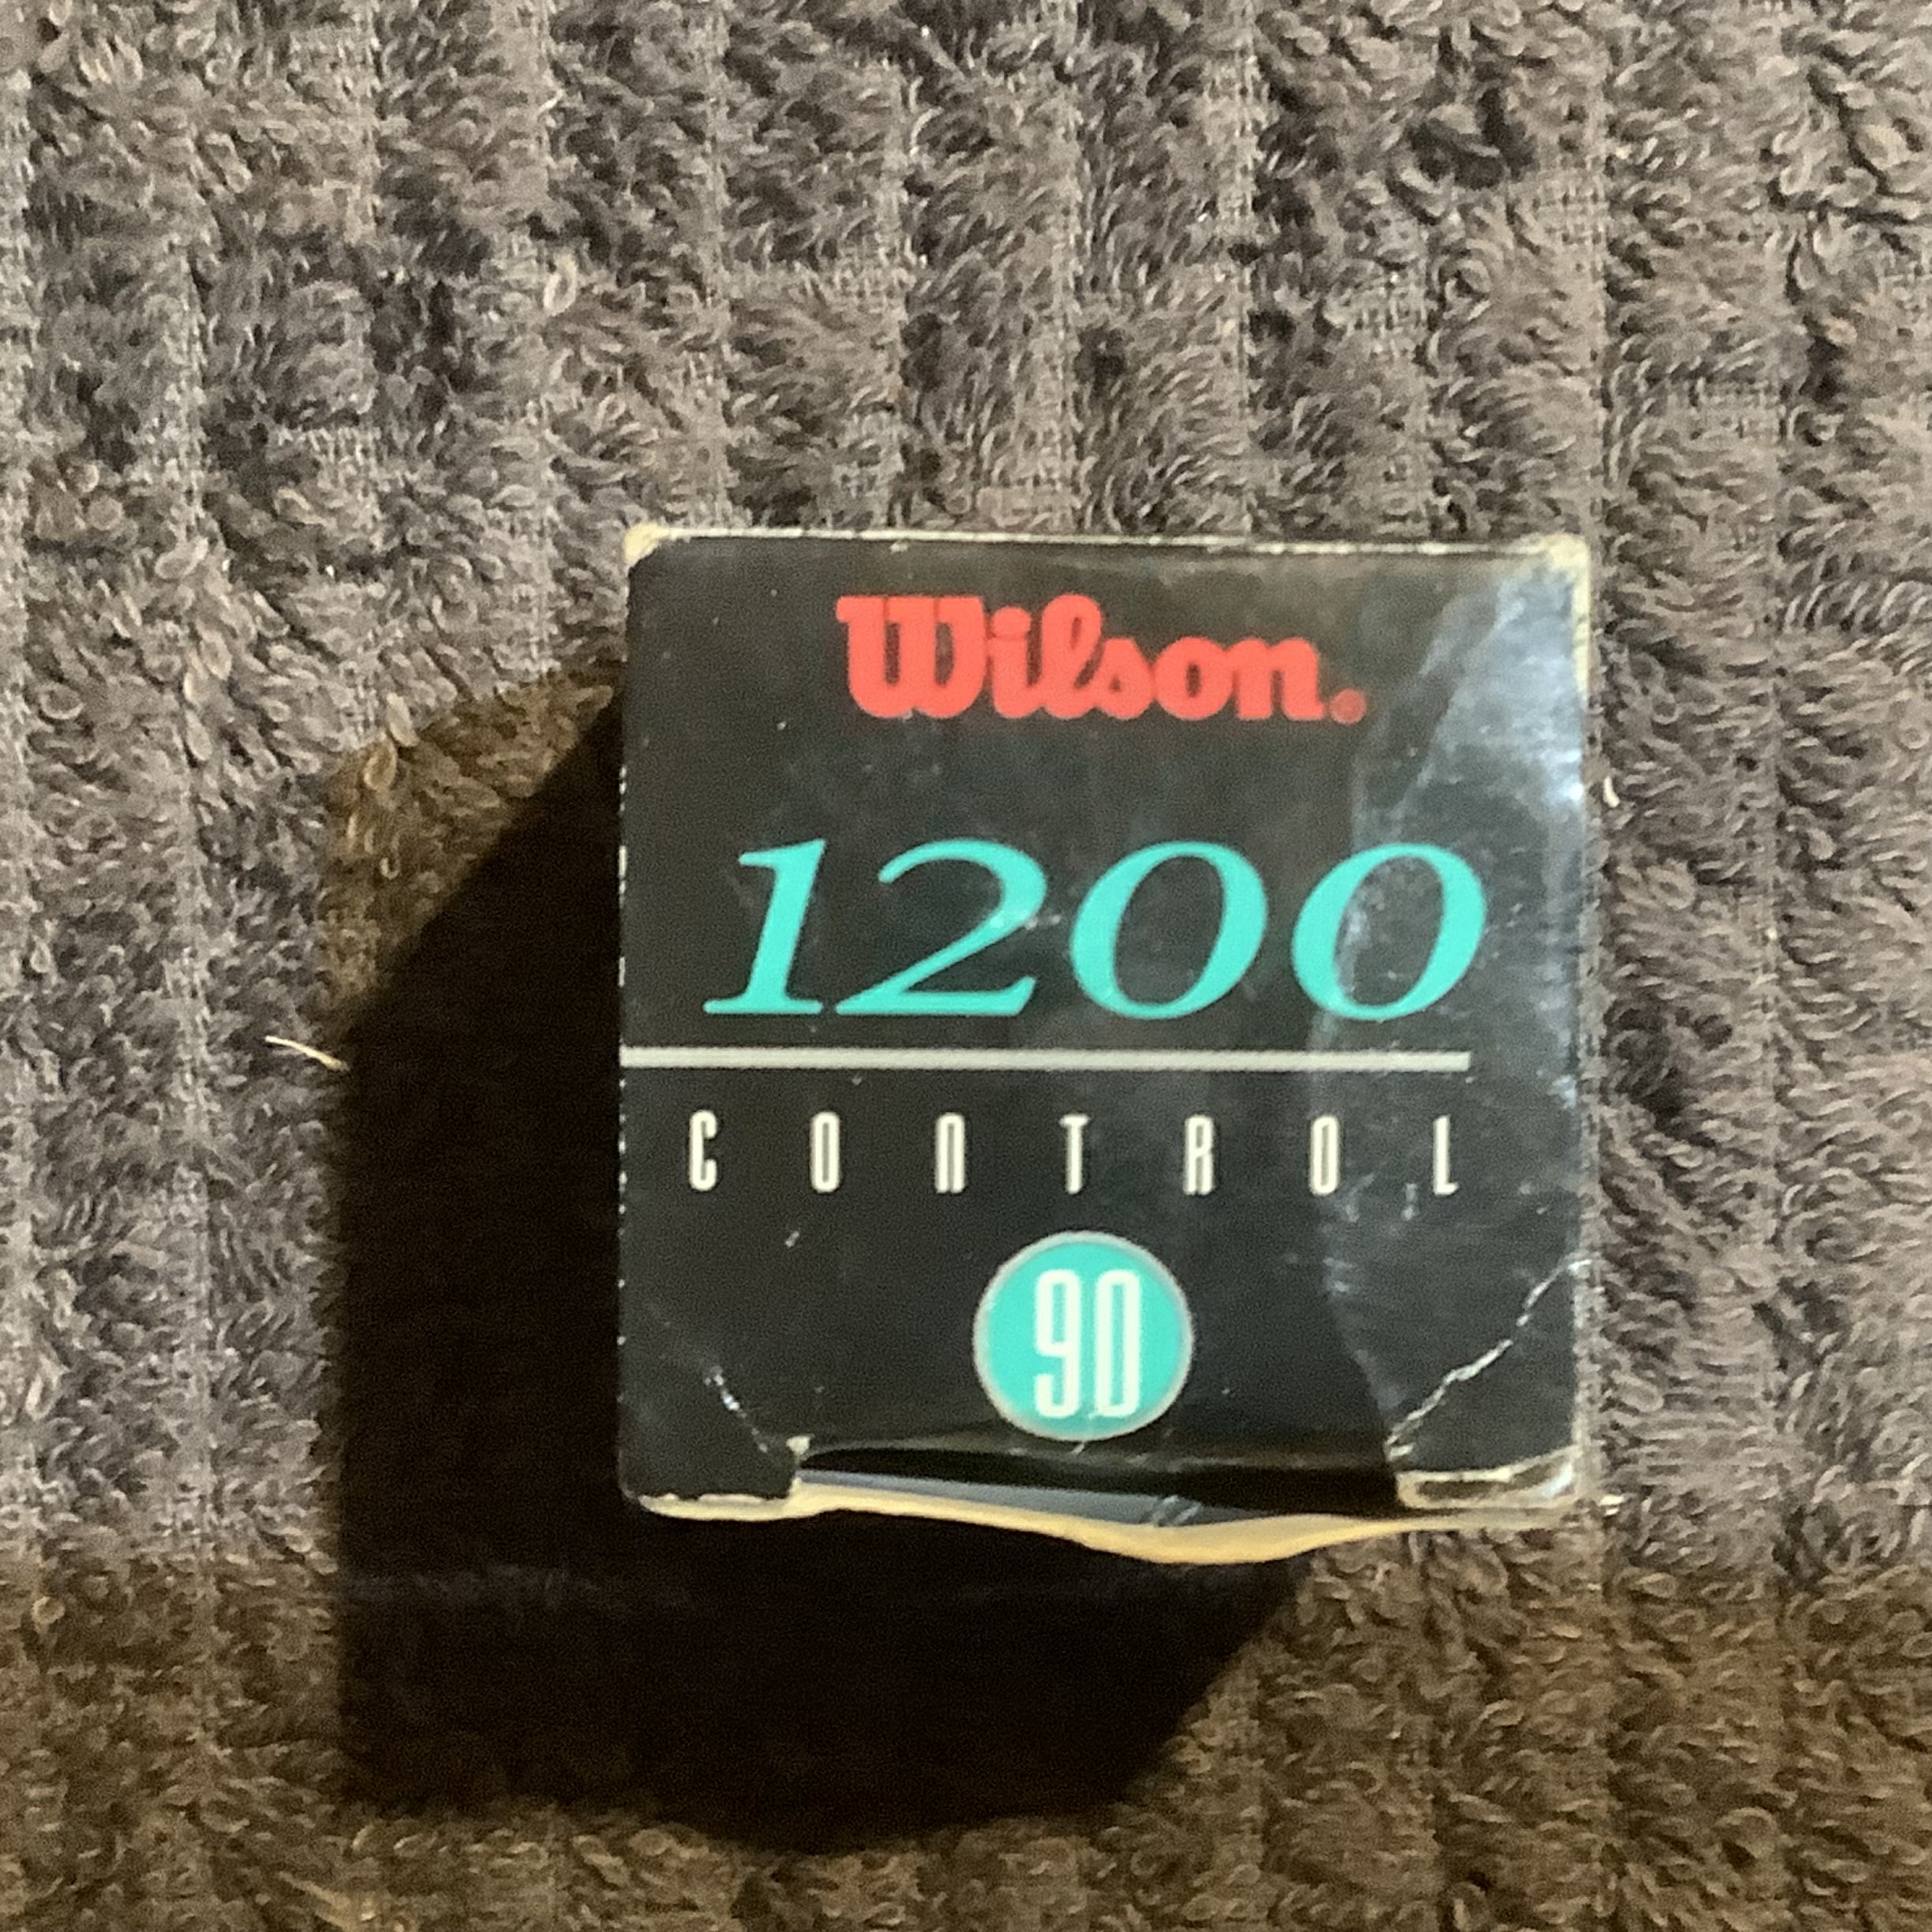 Wilson.
1200
CONTROL
90